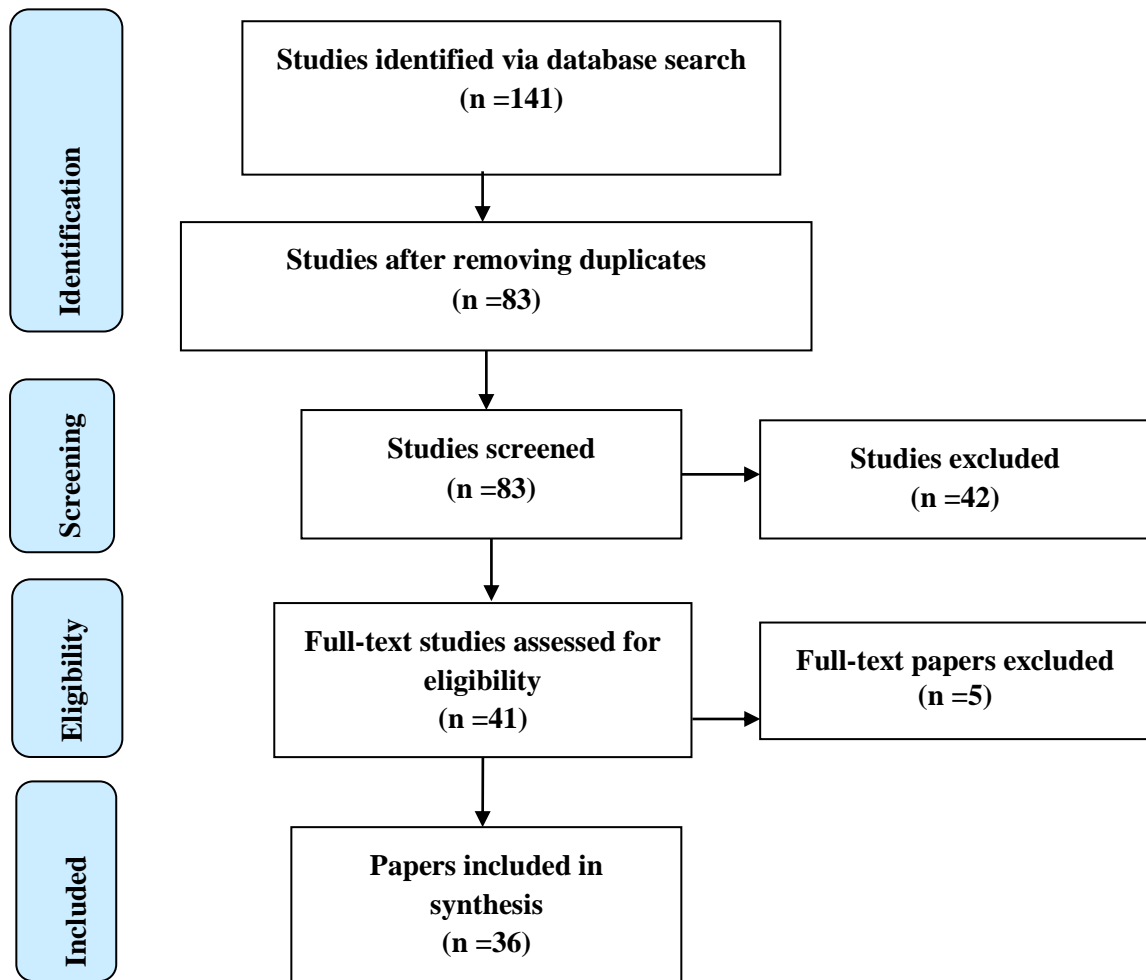 Identification
Studies identified via database search
(n =141)
Studies after removing duplicates
(n =83)
Screening
Studies screened
(n =83)
Studies excluded
(n =42)
Eligibility
Full-text studies assessed for
eligibility
(n =41)
Full-text papers excluded
(n =5)
Included
Papers included in
synthesis
(n =36)